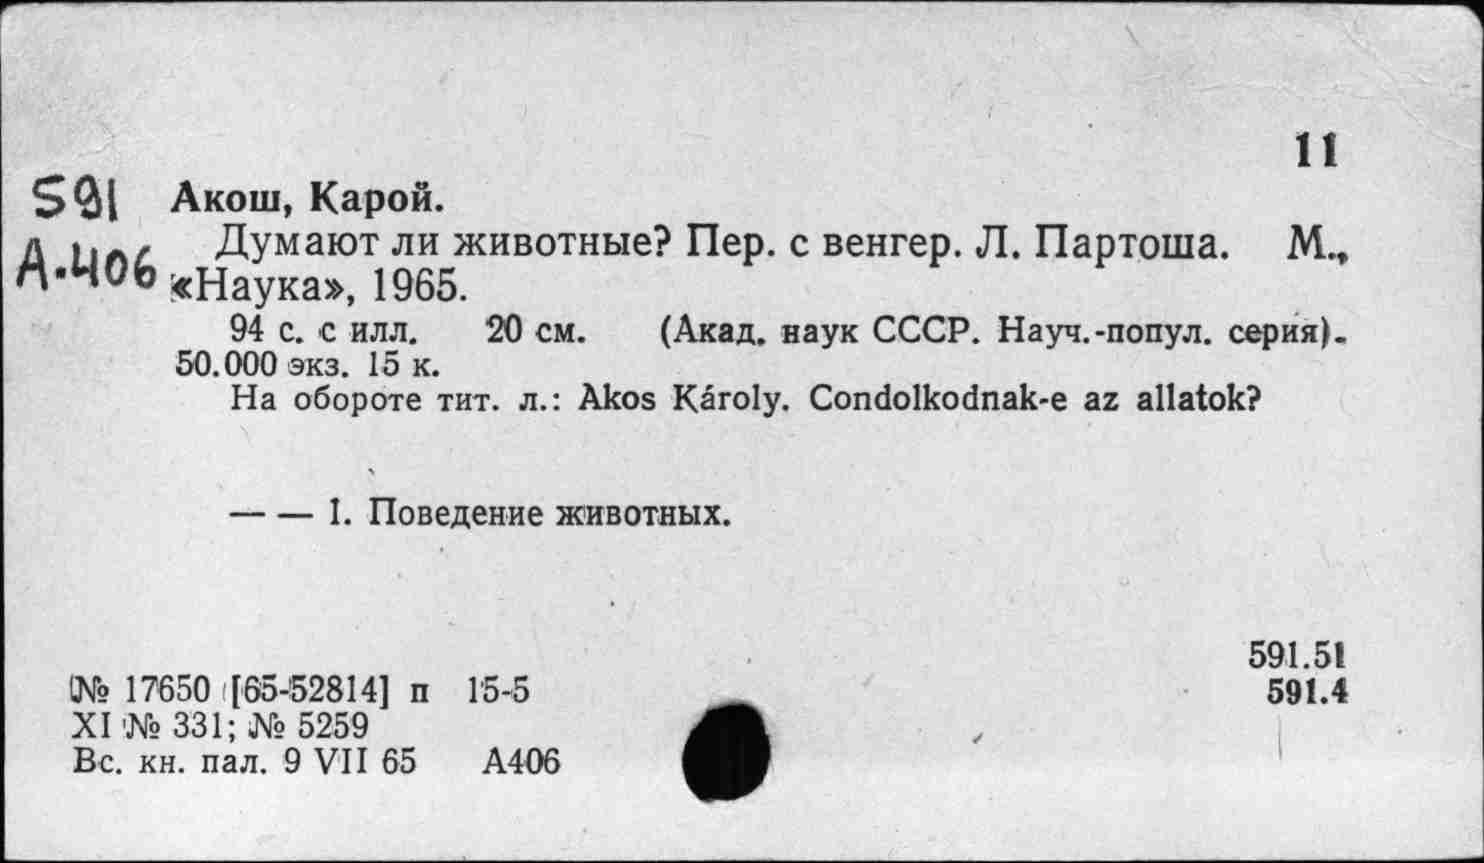 11
591 Акош, Карой.
А-406 Думают ли животные? Пер. с венгер. Л. Партоша. М.,
«Наука», 1965.
94 с. с илл. 20 см. (Акад. наук СССР. Науч.-попул. серия).
50.000 экз. 15 к.
На обороте тит. л.: Akos Károly. Condolkodnak-e az allatok?
— — 1. Поведение животных.
591.51
№ 17650 [65-52814] п 15-5 591.4
XI № 331; № 5259
Вс. кн. пал. 9 VII 65 А406